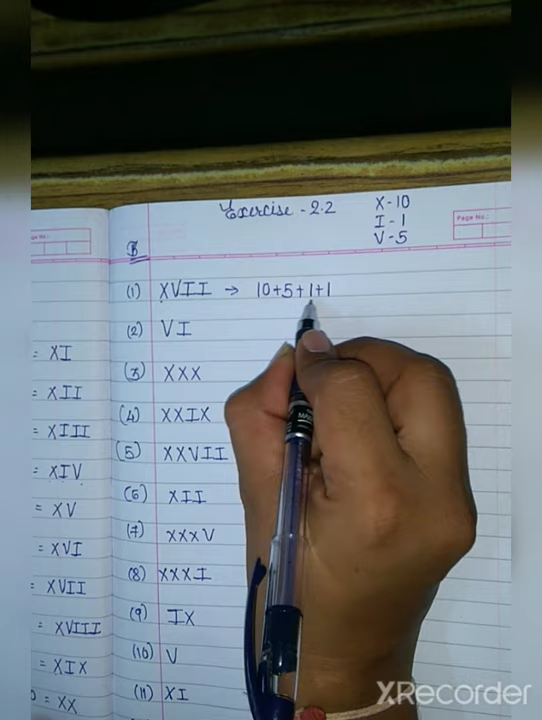 Exercise - 2.2
X - 10
I - 1
V - 5
Page No.:
B
(1) XVII → 10+5+1+1
(2) VI
(3) XXX
(4) XXIX
(5) XXVII
(6) XII
(7) XXXV
(8) XXXI
(9) IX
(10) V
(11) XI
= XI
= XII
= XIII
= XIV
= XV
= XVI
= XVII
= XVIII
= XIX
= XX
XRecorder